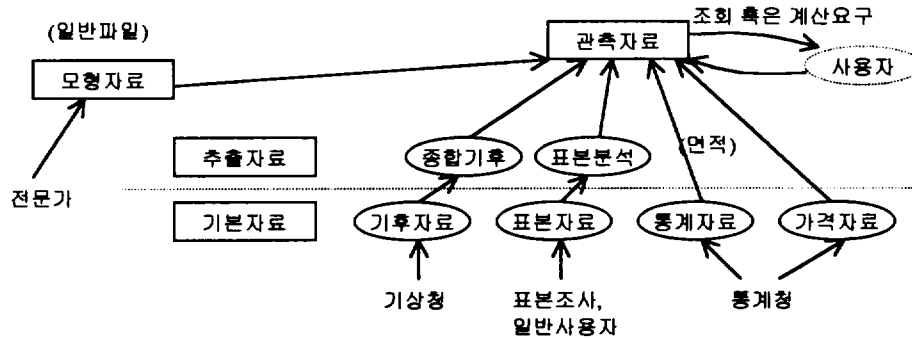 조회 혹은 계산요구
(일반파일)
관측자료
모형자료
사용자
추출자료
종합기후
표본분석
(면적)
전문가
기본자료
기후자료
표본자료
통계자료
가격자료
기상청
표본조사,
일반사용자
통계청